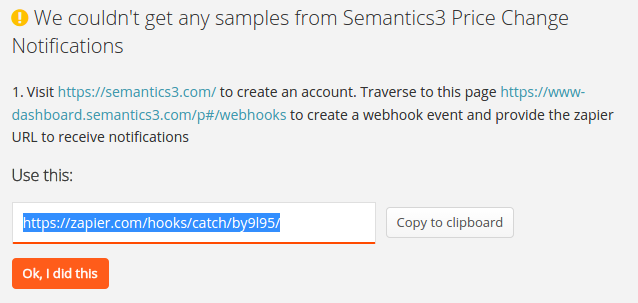 We couldn't get any samples from Semantics3 Price Change
Notifications
1. Visit https://semantics3.com/ to create an account. Traverse to this page https://www-
dashboard.semantics3.com/p#/webhooks to create a webhook event and provide the zapier
URL to receive notifications
Use this:
https://zapier.com/hooks/catch/by9l95/
Copy to clipboard
Ok, I did this